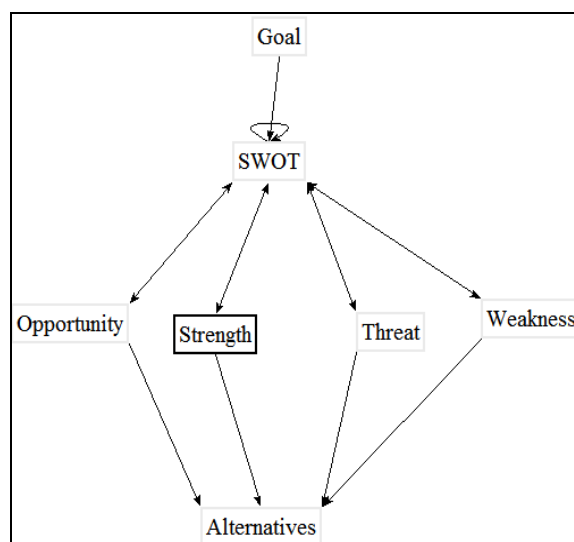 Goal
SWOT
Opportunity
Strength
Threat
Weakness
Alternatives